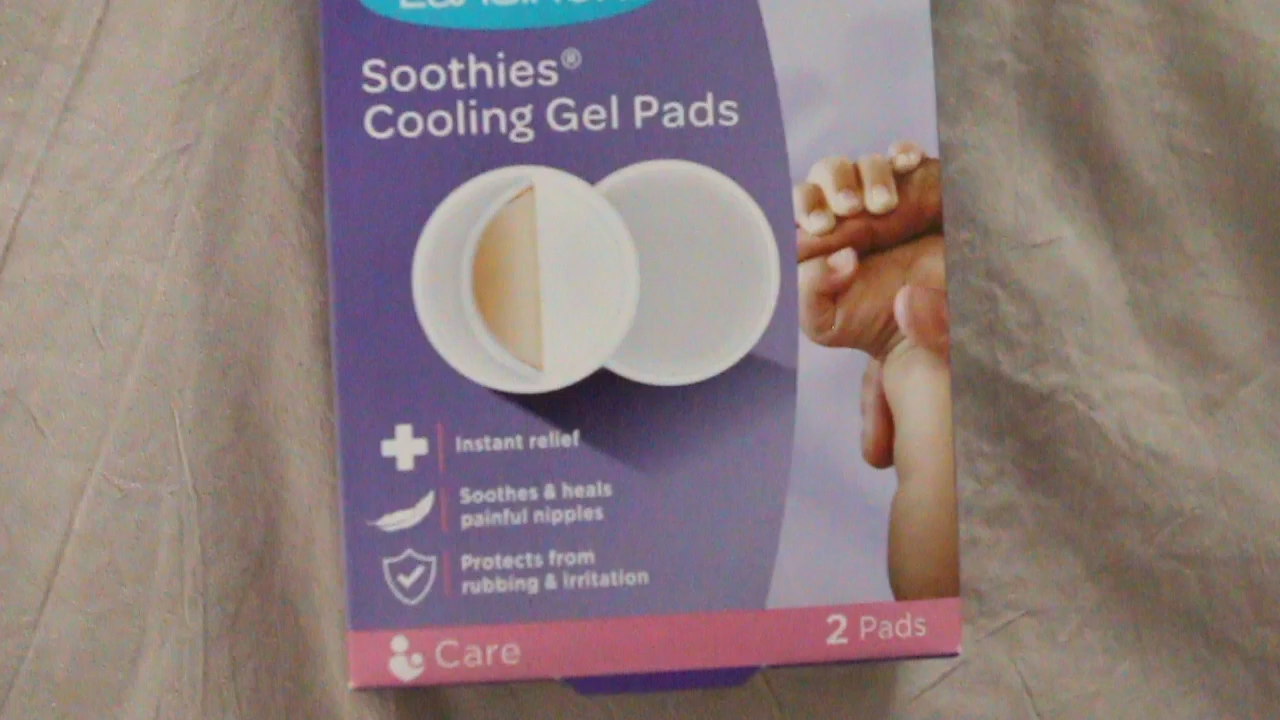 Soothies®
Cooling Gel Pads
Instant relief
Soothes & heals
painful nipples
Protects from
rubbing & irritation
Care
2 Pads